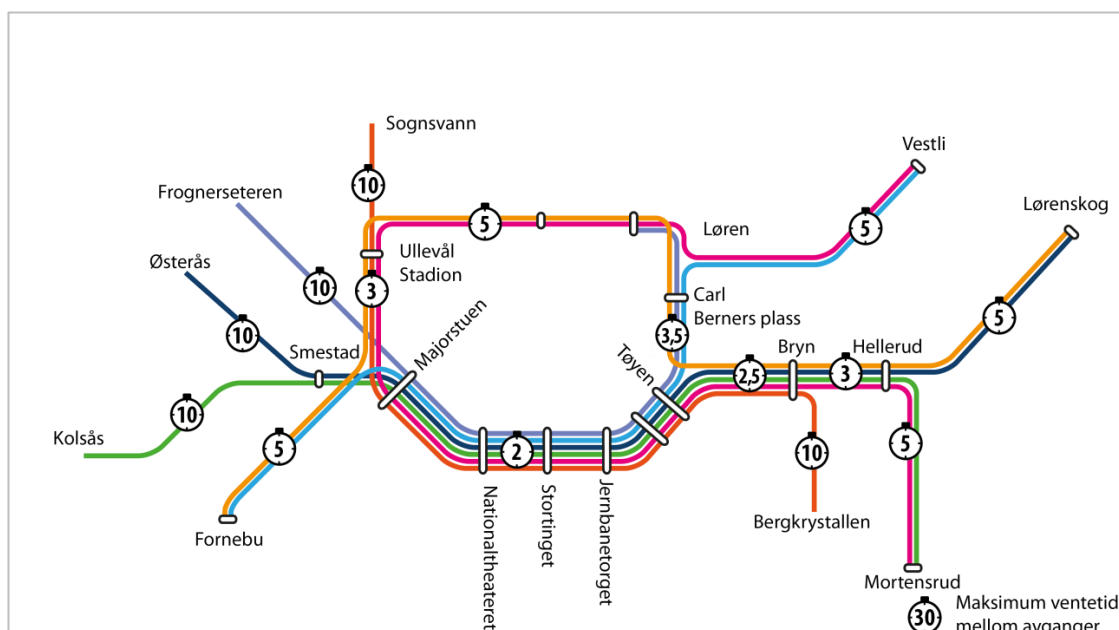 Sognsvann
10
Vestli
Frognerseteren
Lørenskog
5
Løren
5
Østerås
Ullevål
Stadion
10
3
Carl
Berners plass
5
10
Majorstuen
3,5
Smestad
Tøyen
Bryn
Hellerud
2,5
3
10
Kolsås
5
2
10
5
Nationaltheateret
Stortinget
Jernbanetorget
Bergkrystallen
Fornebu
Mortensrud
30
Maksimum ventetid
mellom avganger